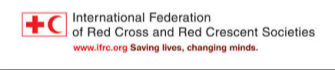 International Federation
of Red Cross and Red Crescent Societies
www.ifrc.org Saving lives, changing minds.